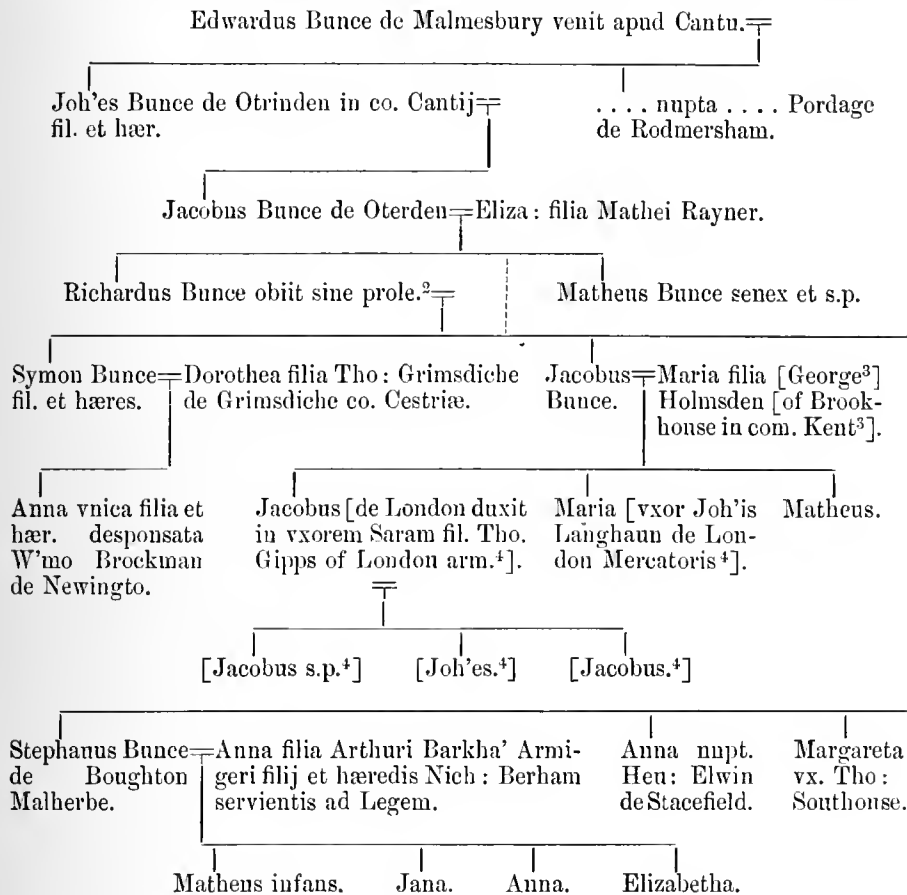 Edwardus Bunce de Malmesbury venit apud Cantu.
Joh'es Bunce de Otrinden in co. Cantij
fil. et hær.
. . . . nupta . . . . Pordage
de Rodmersham.
Jacobus Bunce de Oterden
Eliza: filia Mathei Rayner.
Richardus Bunce obiit sine prole.²
Matheus Bunce senex et s.p.
Symon Bunce
fil. et hæres.
Dorothea filia Tho: Grimsdiche
de Grimsdiche co. Cestriæ.
Jacobus
Bunce.
Maria filia [George³]
Holmsden [of Brook-
house in com. Kent³].
Anna vnica filia et
hær. desponsata
W'mo Brockman
de Newingto.
Jacobus [de London duxit
in vxorem Saram fil. Tho.
Gipps of London arm.⁴].
Maria [vxor Joh'is
Langhaun de Lon-
don Mercatoris⁴].
Matheus.
[Jacobus s.p.⁴]
[Joh'es.⁴]
[Jacobus.⁴]
Stephanus Bunce
de Boughton
Malherbe.
Anna filia Arthuri Barkha' Armi-
geri filij et hæredis Nich: Berham
servientis ad Legem.
Anna nupt.
Hen: Elwin
de Stacefield.
Margareta
vx. Tho:
Southouse.
Matheus infans.
Jana.
Anna.
Elizabetha.